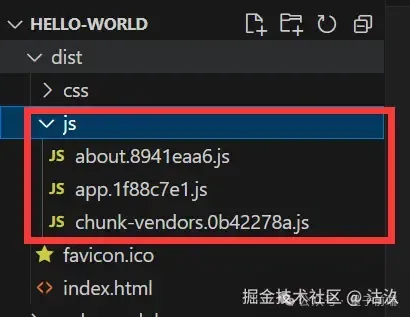 HELLO-WORLD
dist
css
js
JS about.8941eaa6.js
JS app.1f88c7e1.js
JS chunk-vendors.0b42278a.js
favicon.ico
<> index.html
掘金技术社区 @ 沽汣